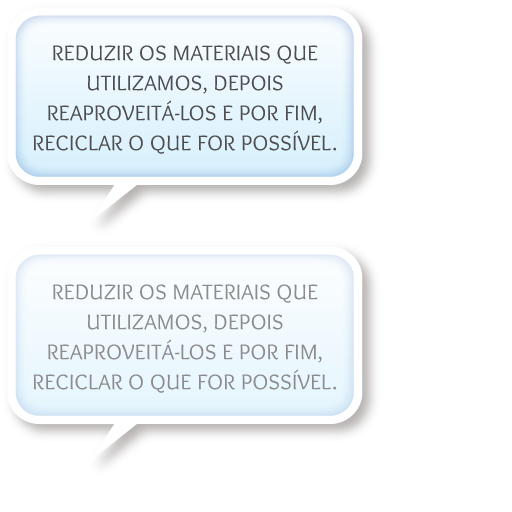 REDUZIR OS MATERIAIS QUE
UTILIZAMOS, DEPOIS
REAPROVEITÁ-LOS E POR FIM,
RECICLAR O QUE FOR POSSÍVEL.
REDUZIR OS MATERIAIS QUE
UTILIZAMOS, DEPOIS
REAPROVEITÁ-LOS E POR FIM,
RECICLAR O QUE FOR POSSÍVEL.